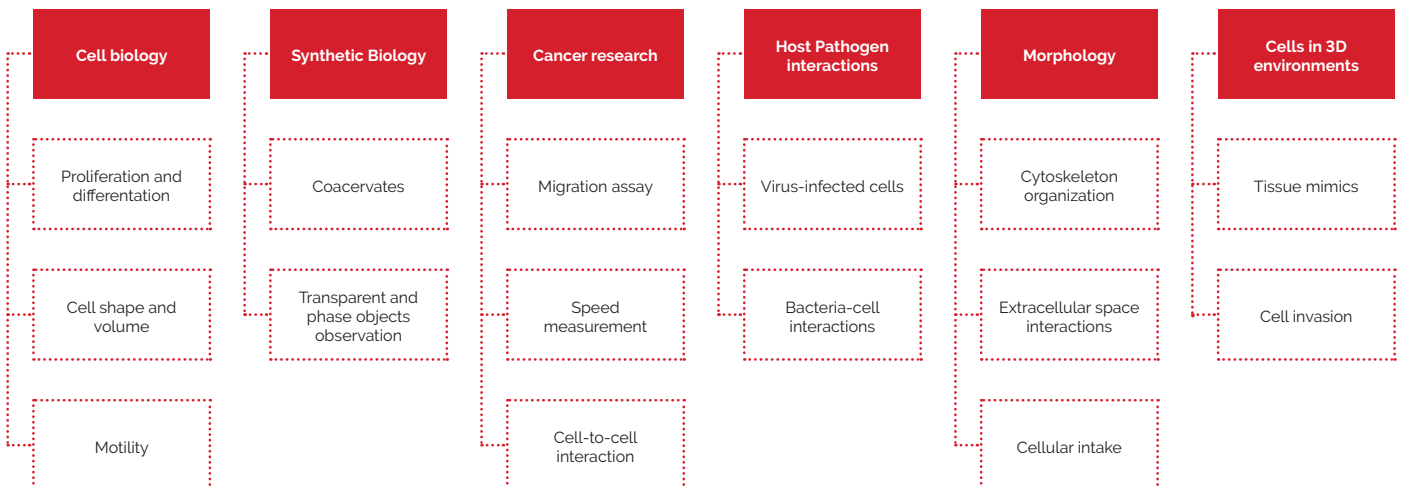 Cell biology
Synthetic Biology
Cancer research
Host Pathogen
interactions
Morphology
Cells in 3D
environments
Proliferation and
differentation
Coacervates
Migration assay
Virus-infected cells
Cytoskeleton
organization
Tissue mimics
Cell shape and
volume
Transparent and
phase objects
observation
Speed
measurement
Bacteria-cell
interactions
Extracellular space
interactions
Cell invasion
Motility
Cell-to-cell
interaction
Cellular intake